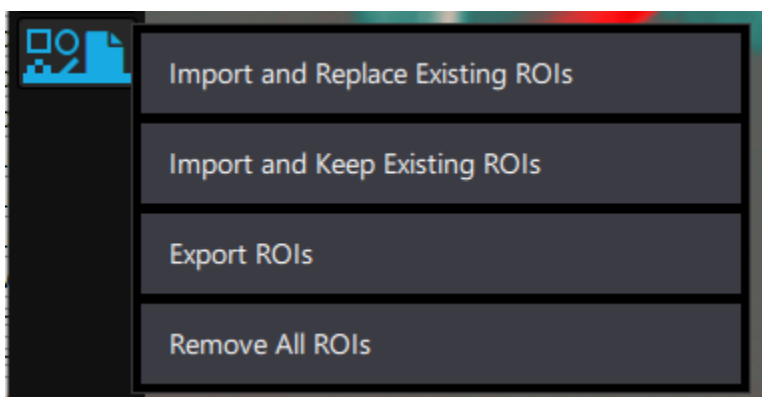 Import and Replace Existing ROIs
Import and Keep Existing ROIs
Export ROIs
Remove All ROIs